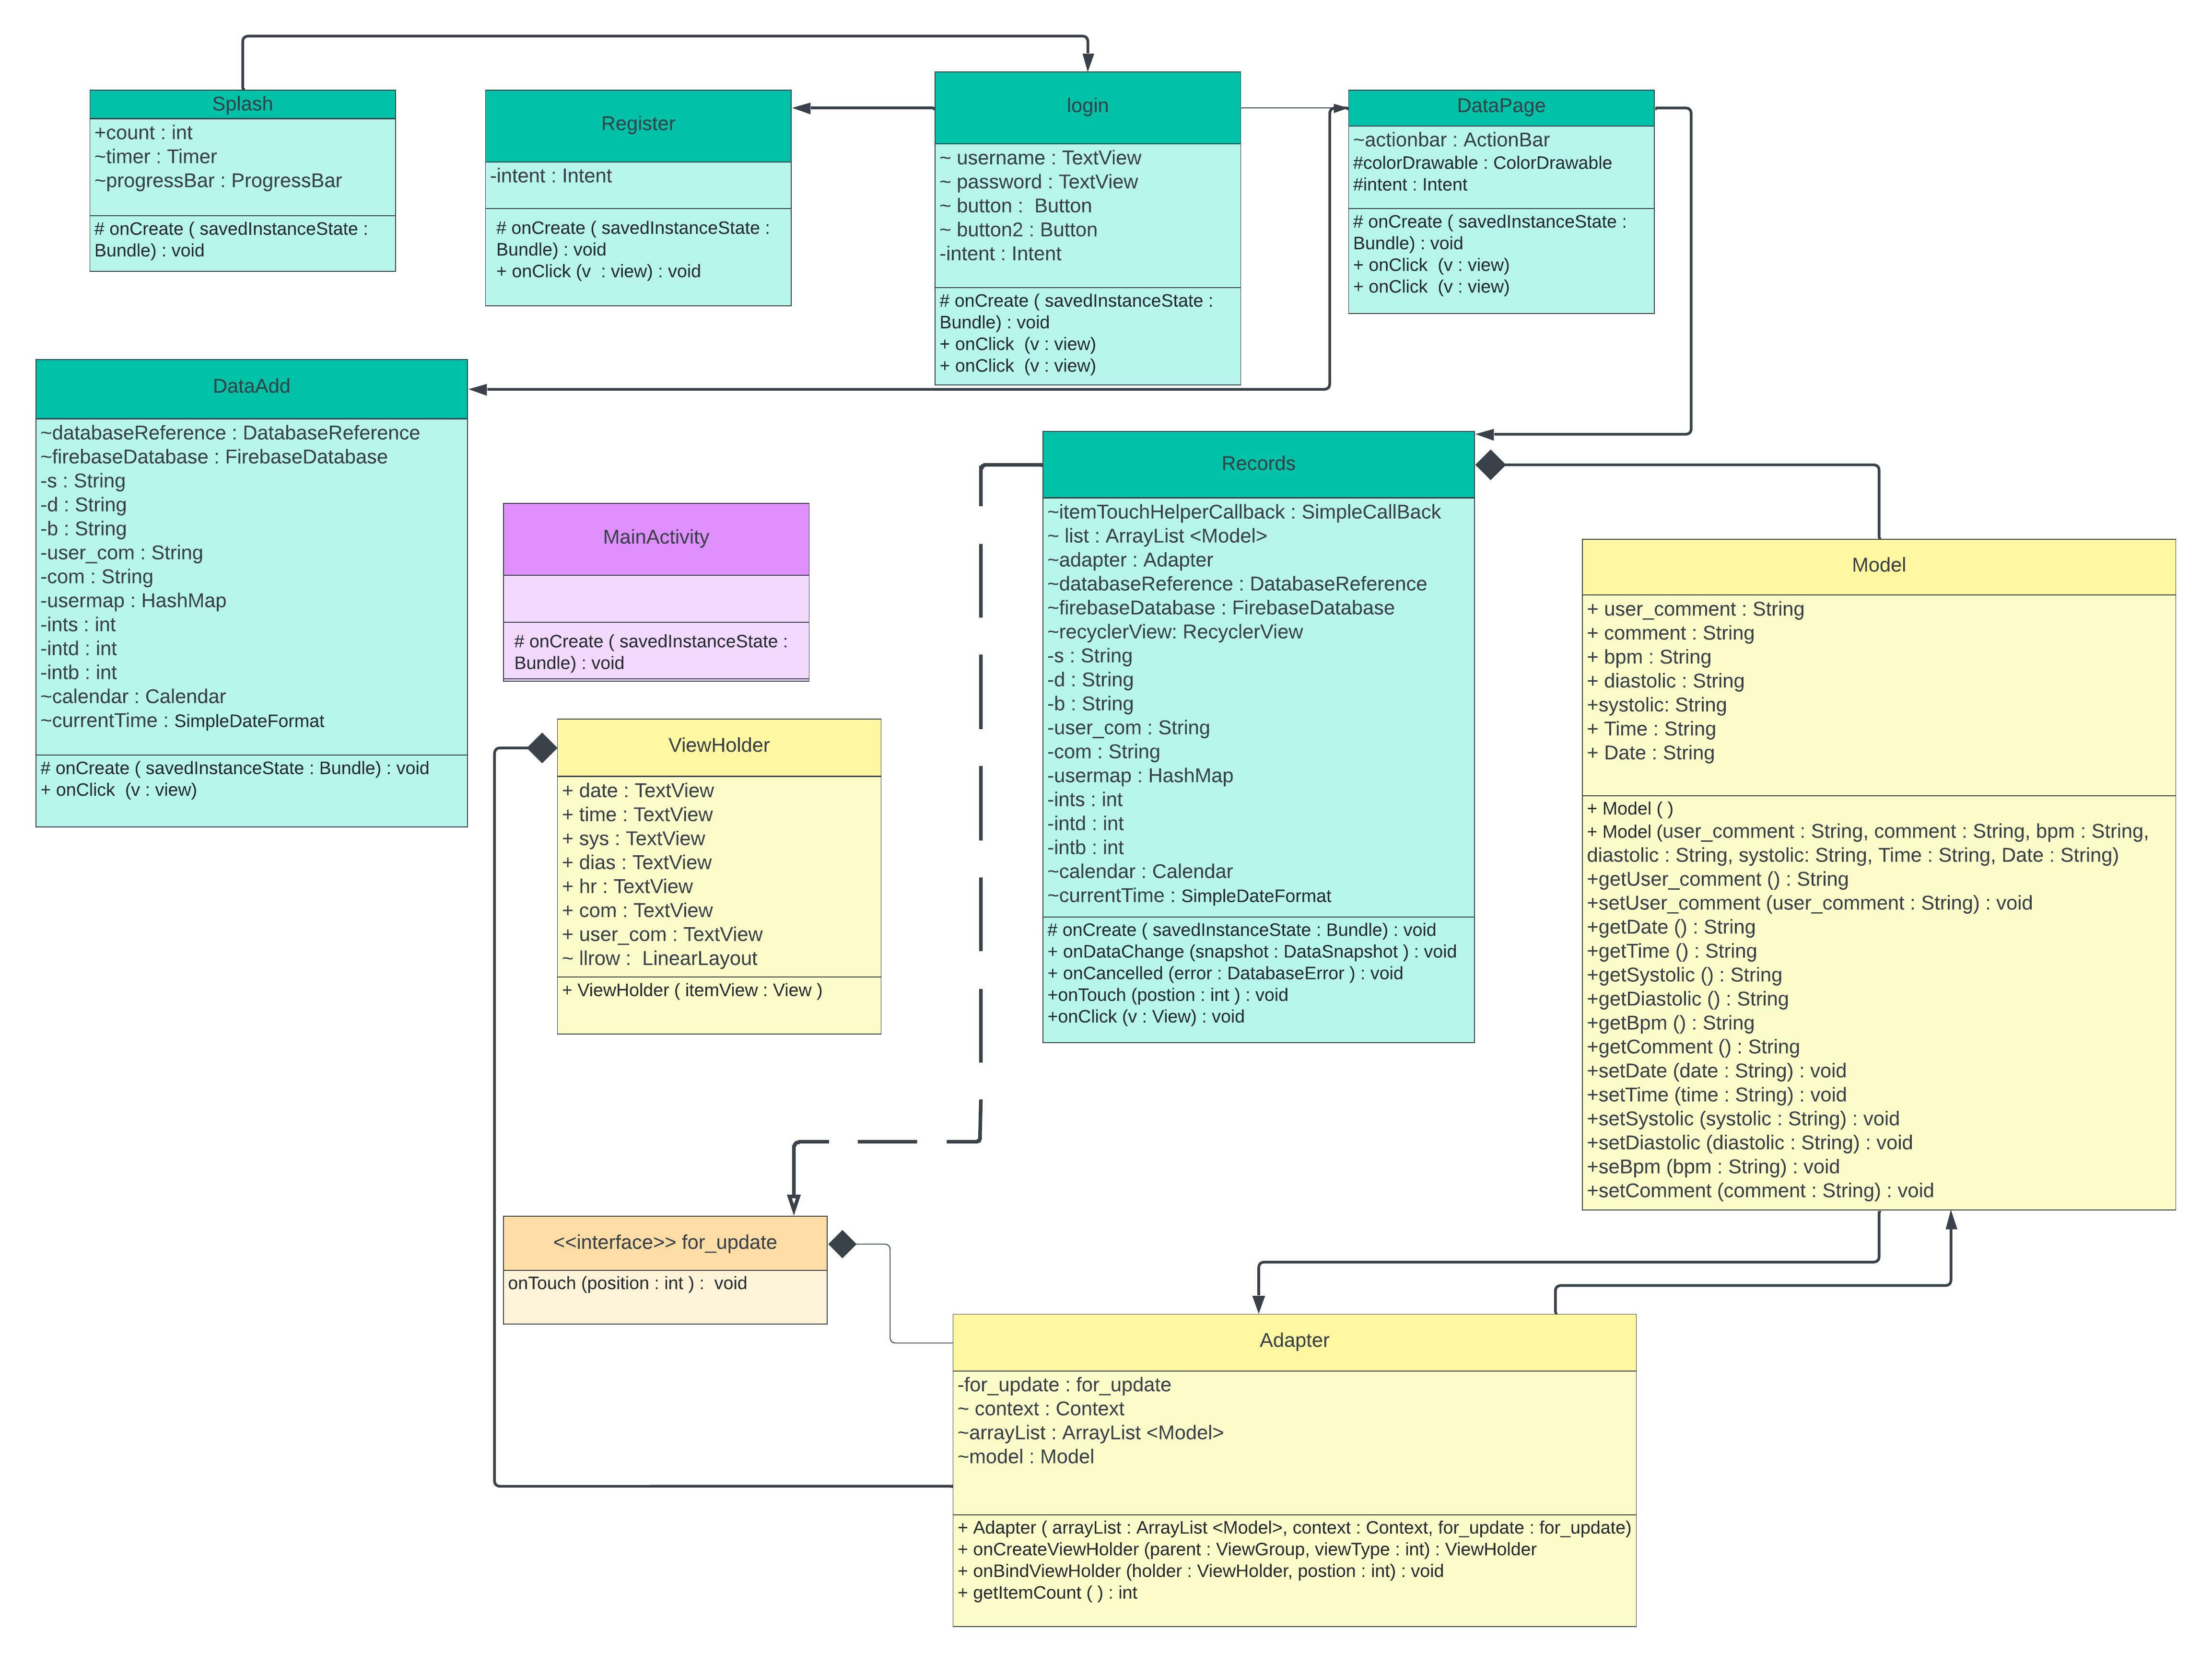 Splash
+count : int
~timer : Timer
~progressBar : ProgressBar
# onCreate ( savedInstanceState :
Bundle) : void
Register
-intent : Intent
# onCreate ( savedInstanceState :
Bundle) : void
+ onClick (v  : view) : void
login
~ username : TextView
~ password : TextView
~ button :  Button
~ button2 : Button
-intent : Intent
# onCreate ( savedInstanceState :
Bundle) : void
+ onClick  (v : view)
+ onClick  (v : view)
DataPage
~actionbar : ActionBar
#colorDrawable : ColorDrawable
#intent : Intent
# onCreate ( savedInstanceState :
Bundle) : void
+ onClick  (v : view)
+ onClick  (v : view)
DataAdd
~databaseReference : DatabaseReference
~firebaseDatabase : FirebaseDatabase
-s : String
-d : String
-b : String
-user_com : String
-com : String
-usermap : HashMap
-ints : int
-intd : int
-intb : int
~calendar : Calendar
~currentTime : SimpleDateFormat
# onCreate ( savedInstanceState : Bundle) : void
+ onClick  (v : view)
MainActivity
# onCreate ( savedInstanceState :
Bundle) : void
Records
~itemTouchHelperCallback : SimpleCallBack
~ list : ArrayList <Model>
~adapter : Adapter
~databaseReference : DatabaseReference
~firebaseDatabase : FirebaseDatabase
~recyclerView: RecyclerView
-s : String
-d : String
-b : String
-user_com : String
-com : String
-usermap : HashMap
-ints : int
-intd : int
-intb : int
~calendar : Calendar
~currentTime : SimpleDateFormat
# onCreate ( savedInstanceState : Bundle) : void
+ onDataChange (snapshot : DataSnapshot ) : void
+ onCancelled (error : DatabaseError ) : void
+onTouch (postion : int ) : void
+onClick (v : View) : void
Model
+ user_comment : String
+ comment : String
+ bpm : String
+ diastolic : String
+systolic: String
+ Time : String
+ Date : String
+ Model ( )
+ Model (user_comment : String, comment : String, bpm : String,
diastolic : String, systolic: String, Time : String, Date : String)
+getUser_comment () : String
+setUser_comment (user_comment : String) : void
+getDate () : String
+getTime () : String
+getSystolic () : String
+getDiastolic () : String
+getBpm () : String
+getComment () : String
+setDate (date : String) : void
+setTime (time : String) : void
+setSystolic (systolic : String) : void
+setDiastolic (diastolic : String) : void
+seBpm (bpm : String) : void
+setComment (comment : String) : void
ViewHolder
+ date : TextView
+ time : TextView
+ sys : TextView
+ dias : TextView
+ hr : TextView
+ com : TextView
+ user_com : TextView
~ llrow :  LinearLayout
+ ViewHolder ( itemView : View )
<<interface>> for_update
onTouch (position : int ) :  void
Adapter
-for_update : for_update
~ context : Context
~arrayList : ArrayList <Model>
~model : Model
+ Adapter ( arrayList : ArrayList <Model>, context : Context, for_update : for_update)
+ onCreateViewHolder (parent : ViewGroup, viewType : int) : ViewHolder
+ onBindViewHolder (holder : ViewHolder, postion : int) : void
+ getItemCount ( ) : int